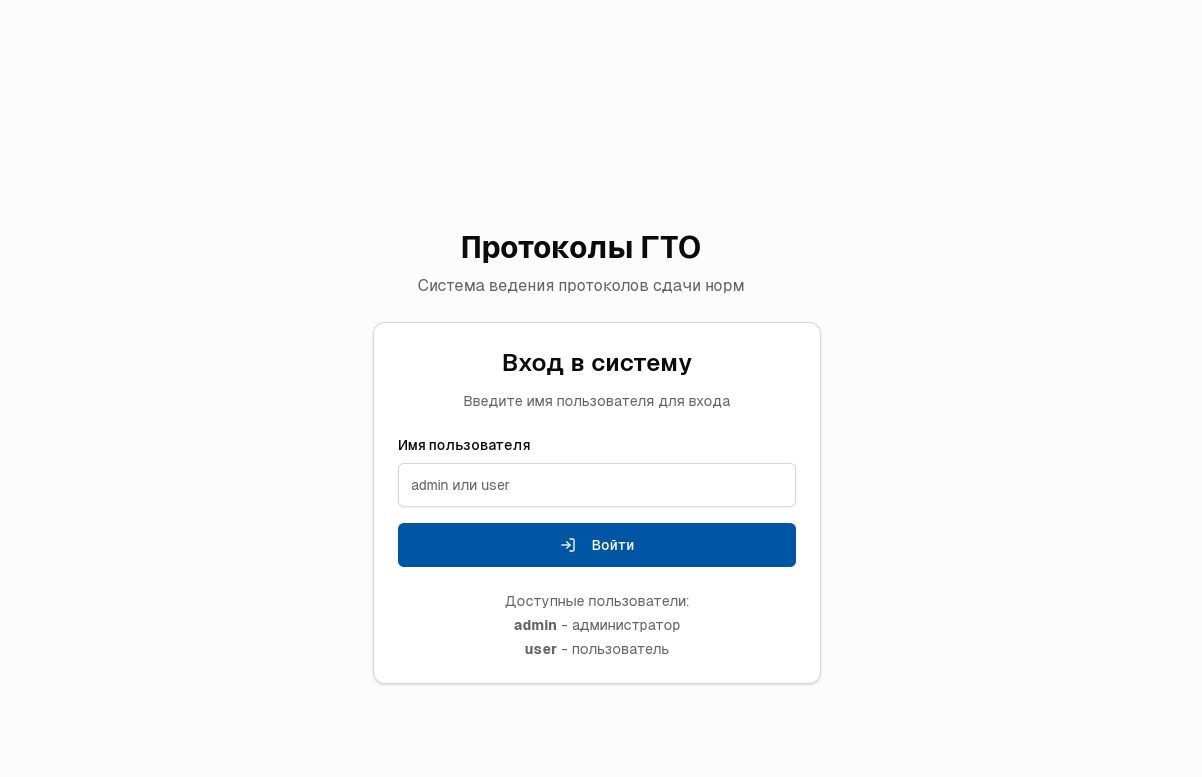 Протоколы ГТО
Система ведения протоколов сдачи норм
Вход в систему
Введите имя пользователя для входа
Имя пользователя
admin или user
Войти
Доступные пользователи:
admin - администратор
user - пользователь